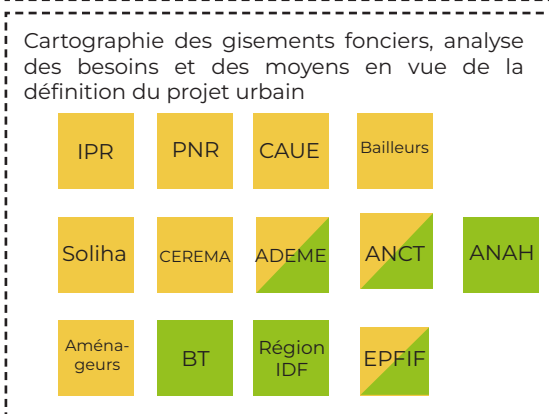 Cartographie des gisements fonciers, analyse
des besoins et des moyens en vue de la
définition du projet urbain
IPR
PNR
CAUE
Bailleurs
Soliha
CEREMA
ADEME
ANCT
ANAH
Aména-
geurs
BT
Région
IDF
EPFIF